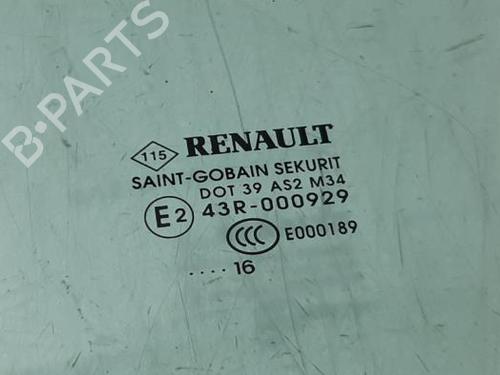 B-PARTS
115 RENAULT
SAINT-GOBAIN SEKURIT
DOT 39 AS2 M34
E2 43R-000929
CCC E000189
.... 16